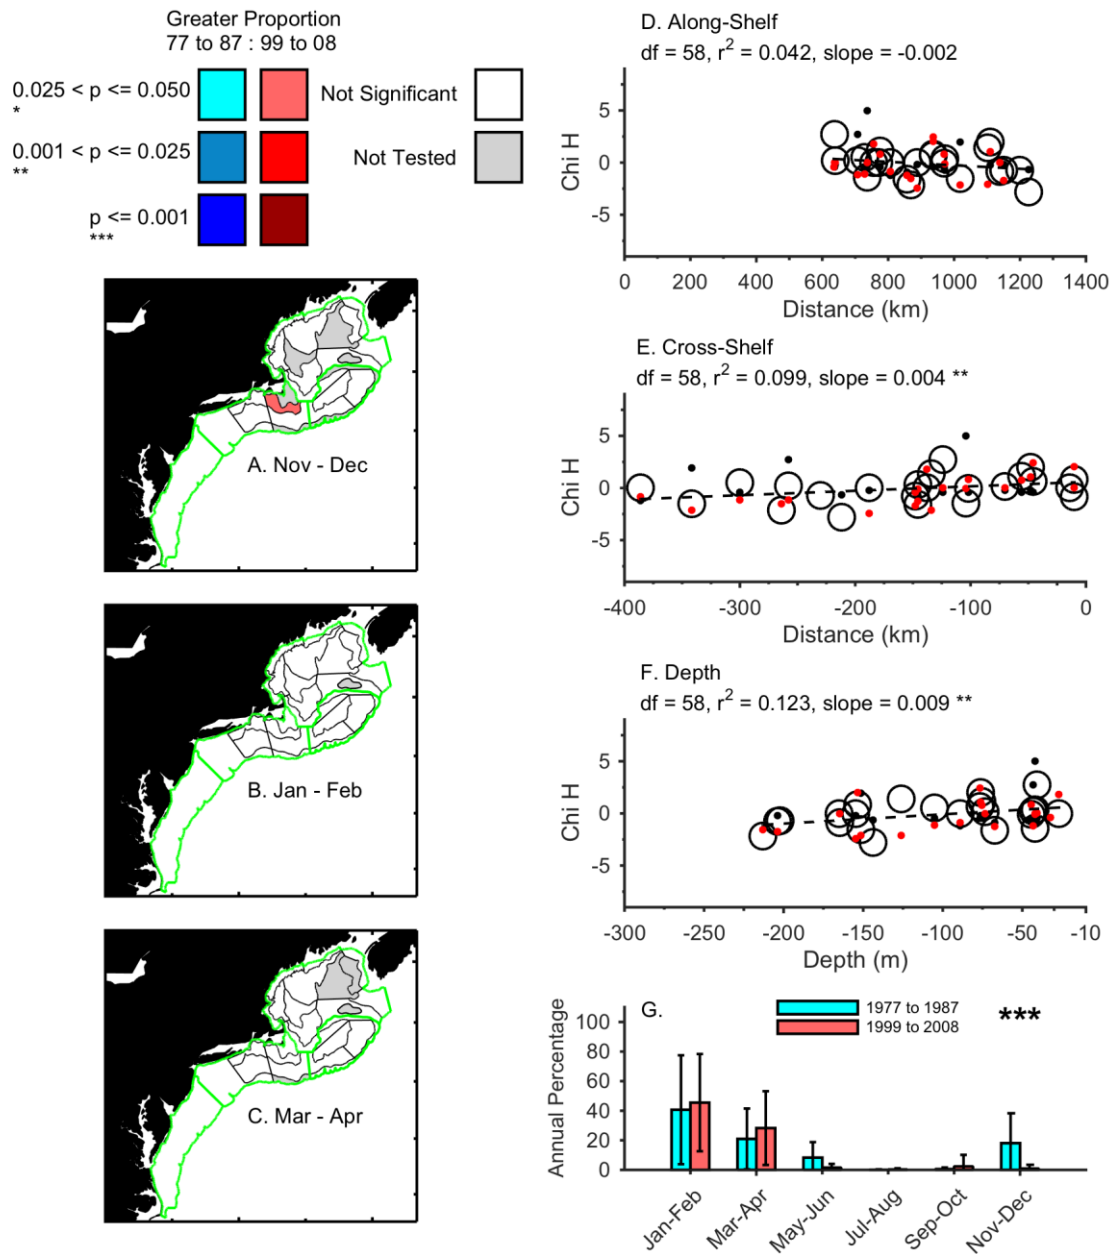 Greater Proportion
77 to 87 : 99 to 08
0.025 < p <= 0.050
*
Not Significant
0.001 < p <= 0.025
**
Not Tested
p <= 0.001
***
A. Nov - Dec
B. Jan - Feb
C. Mar - Apr
D. Along-Shelf
df = 58, r² = 0.042, slope = -0.002
Chi H
5
0
-5
0 200 400 600 800 1000 1200 1400
Distance (km)
E. Cross-Shelf
df = 58, r² = 0.099, slope = 0.004 **
Chi H
5
0
-5
-400 -300 -200 -100 0
Distance (km)
F. Depth
df = 58, r² = 0.123, slope = 0.009 **
Chi H
5
0
-5
-300 -250 -200 -150 -100 -50 -10
Depth (m)
G.
1977 to 1987
1999 to 2008
***
Annual Percentage
100
80
60
40
20
0
Jan-Feb Mar-Apr May-Jun Jul-Aug Sep-Oct Nov-Dec